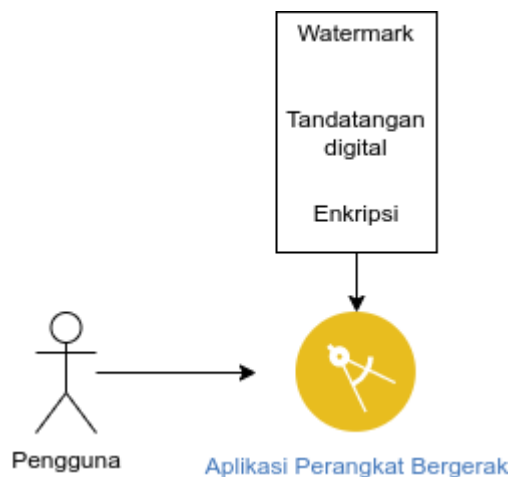 Watermark
Tandatangan
digital
Enkripsi
Pengguna
Aplikasi Perangkat Bergerak